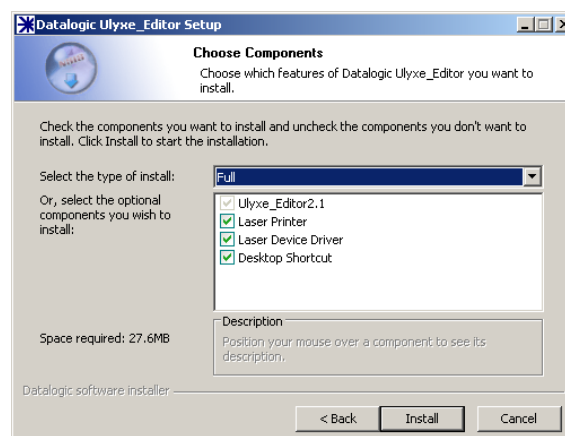 Datalogic Ulyxe_Editor Setup
Choose Components
Choose which features of Datalogic Ulyxe_Editor you want to
install.
Check the components you want to install and uncheck the components you don't want to
install. Click Install to start the installation.
Select the type of install:
Full
Or, select the optional
components you wish to
install:
Ulyxe_Editor2.1
Laser Printer
Laser Device Driver
Desktop Shortcut
Space required: 27.6MB
Description
Position your mouse over a component to see its
description.
Datalogic software installer
< Back
Install
Cancel